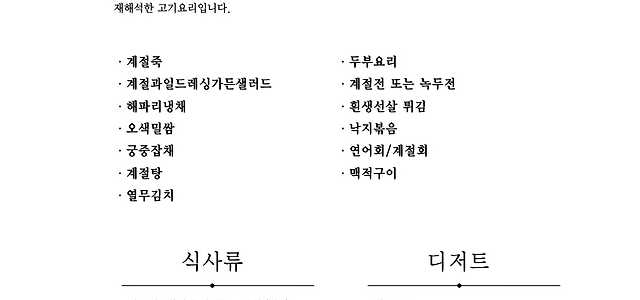 재해석한 고기요리입니다.
· 계절죽
· 계절과일드레싱가든샐러드
· 해파리냉채
· 오색밀쌈
· 궁중잡채
· 계절탕
· 열무김치
· 두부요리
· 계절전 또는 녹두전
· 흰생선살 튀김
· 낙지볶음
· 연어회/계절회
· 맥적구이
식사류
디저트